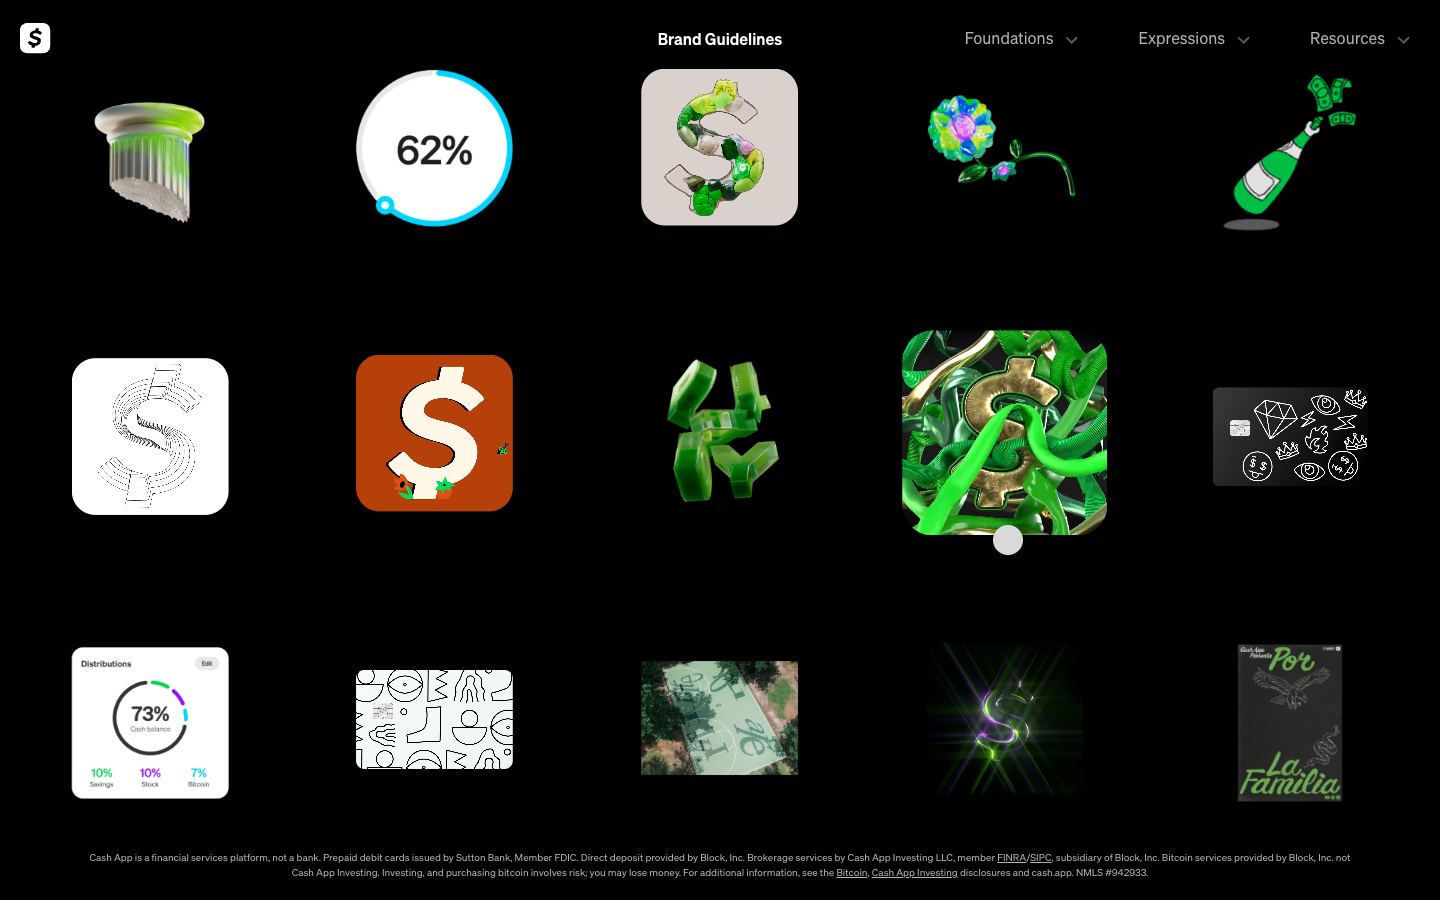 Brand Guidelines
Foundations
Expressions
Resources
62%
Distributions
Edit
73%
Cash balance
10%
Savings
10%
Stock
7%
Bitcoin
Cash App
Presents
Por
La
Familia
Cash App is a financial services platform, not a bank. Prepaid debit cards issued by Sutton Bank, Member FDIC. Direct deposit provided by Block, Inc. Brokerage services by Cash App Investing LLC, member FINRA/SIPC, subsidiary of Block, Inc. Bitcoin services provided by Block, Inc. not
Cash App Investing. Investing, and purchasing bitcoin involves risk; you may lose money. For additional information, see the Bitcoin, Cash App Investing disclosures and cash.app. NMLS #942933.